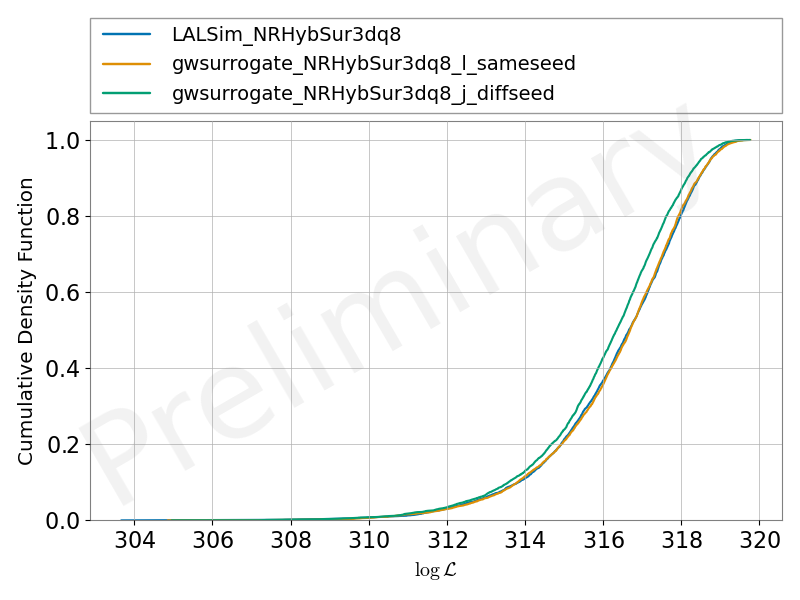 LALSim_NRHybSur3dq8
gwsurrogate_NRHybSur3dq8_l_sameseed
gwsurrogate_NRHybSur3dq8_j_diffseed
1.0
0.8
0.6
0.4
0.2
0.0
Cumulative Density Function
Preliminary
304 306 308 310 312 314 316 318 320
log ℒ